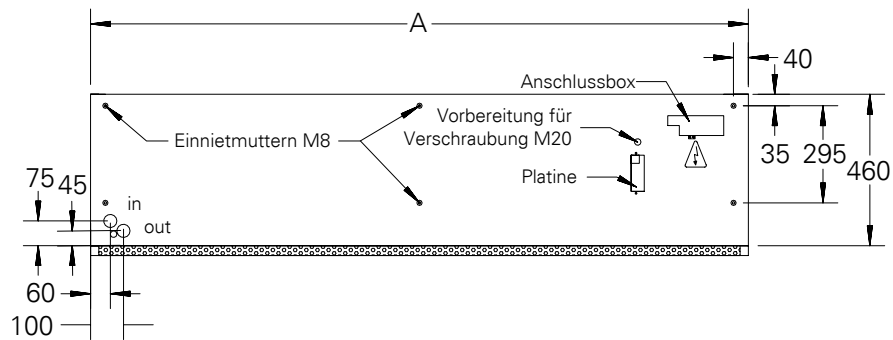 A
40
Anschlussbox
Vorbereitung für
Verschraubung M20
Einnietmuttern M8
Platine
35
295
460
75
45
in
out
60
100